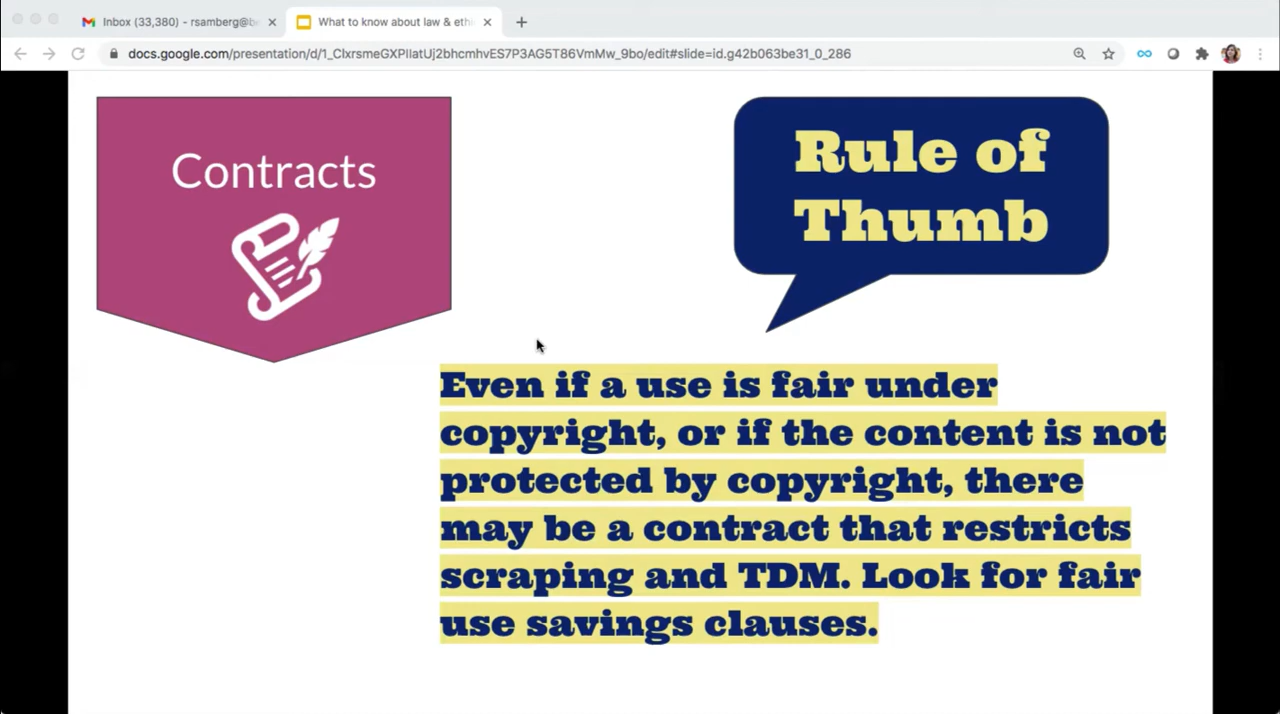 Inbox (33,380) - rsamberg@be
What to know about law & ethi
docs.google.com/presentation/d/1_ClxrsmeGXPIlatUj2bhcmhvES7P3AG5T86VmMw_9bo/edit#slide=id.g42b063be31_0_286
Contracts
Rule of
Thumb
Even if a use is fair under
copyright, or if the content is not
protected by copyright, there
may be a contract that restricts
scraping and TDM. Look for fair
use savings clauses.